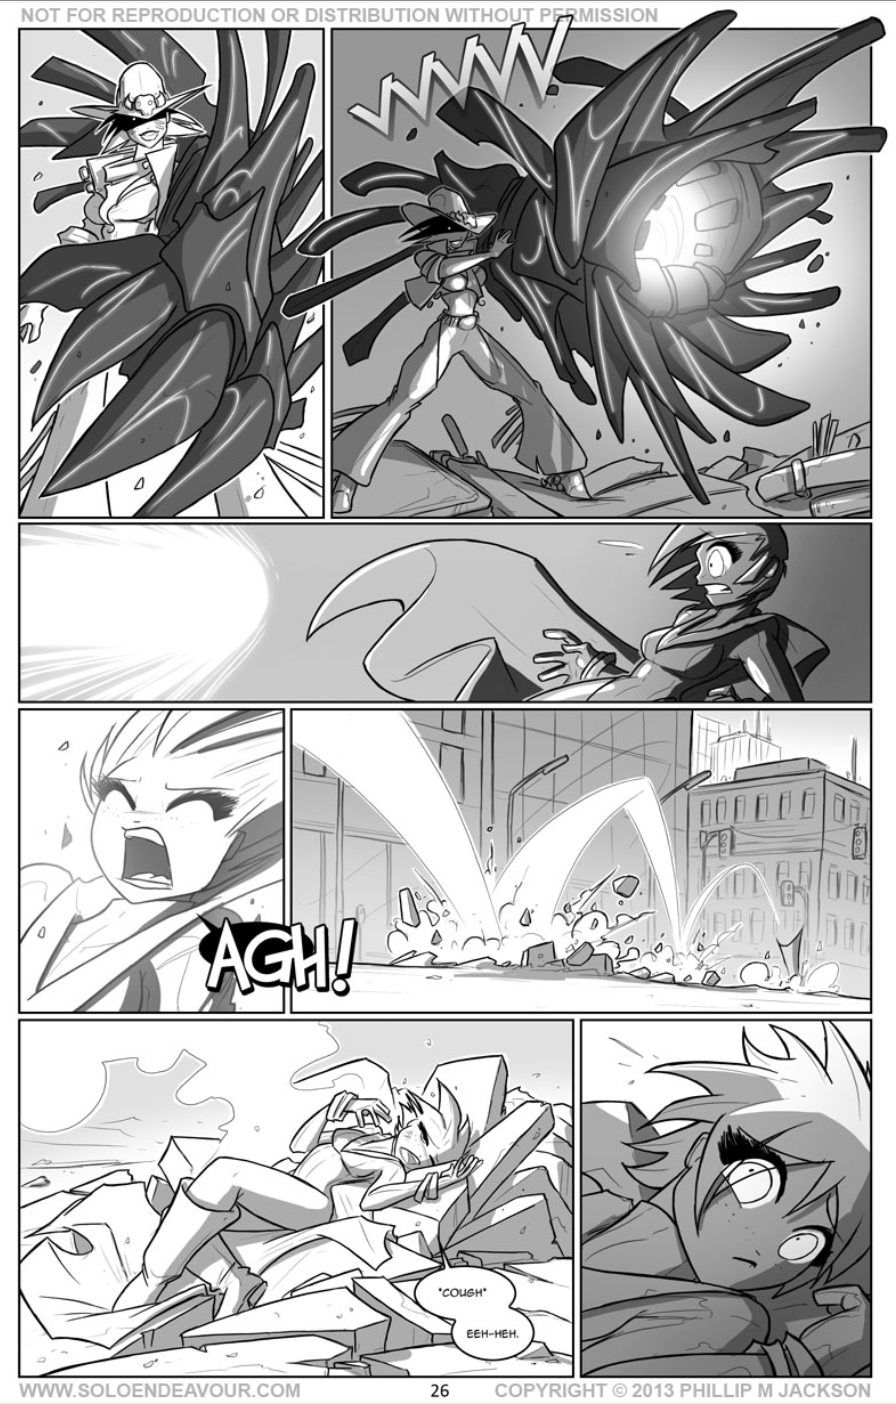 NOT FOR REPRODUCTION OR DISTRIBUTION WITHOUT PERMISSION
VVVVVV
AGH!
*COUGH*
EEH-HEH.
WWW.SOLOENDEAVOUR.COM
26
COPYRIGHT © 2013 PHILLIP M JACKSON